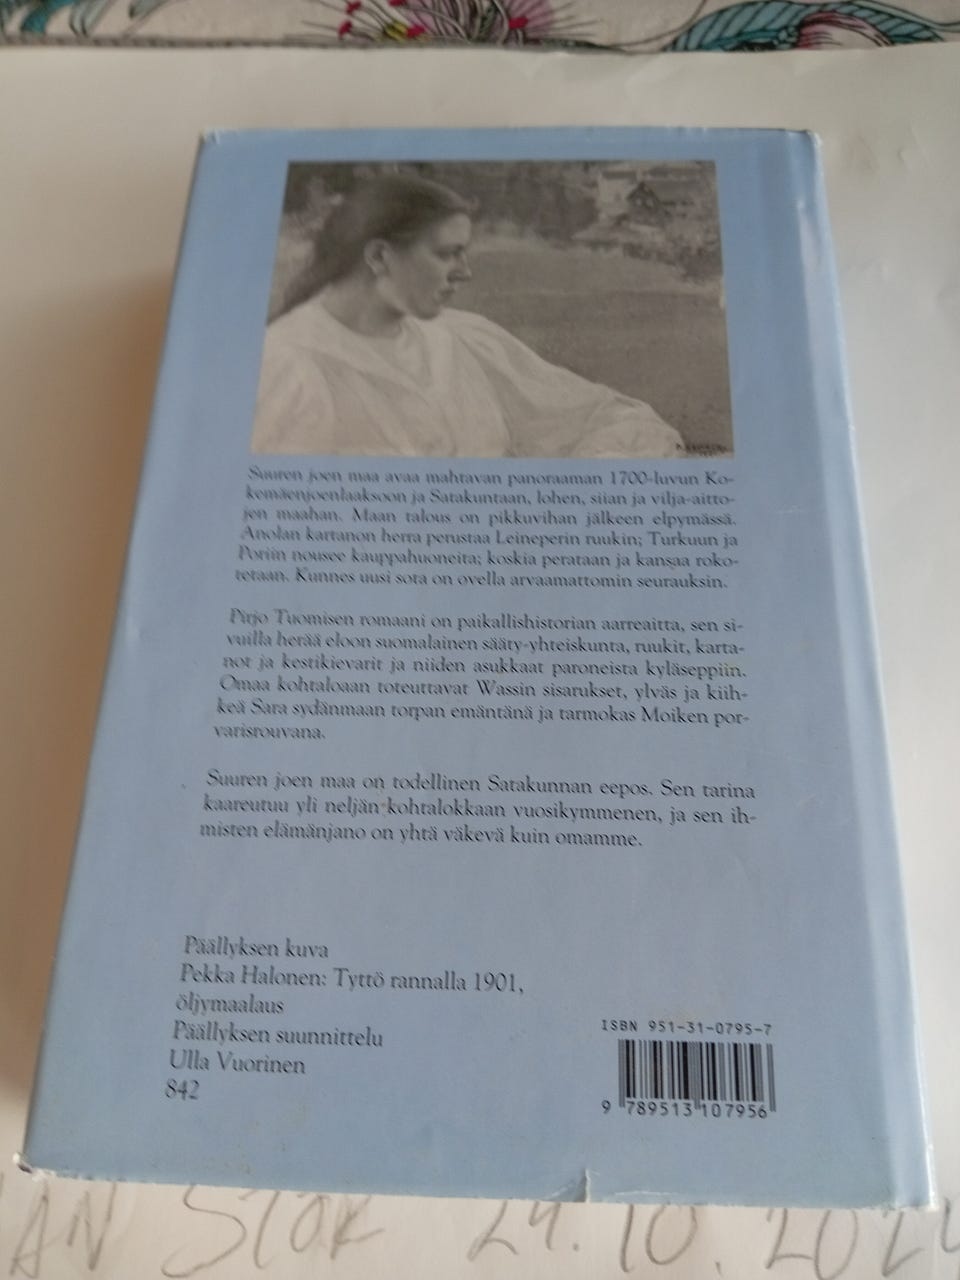 Suuren joen maa avaa mahtavan panoraaman 1700-luvun Ko-
kemäenjoenlaaksoon ja Satakuntaan, lohen, siian ja vilja-aitto-
jen maahan. Maan talous on pikkuvihan jälkeen elpymässä.
Anolan kartanon herra perustaa Leineperin ruukin; Turkuun ja
Poriin nousee kauppahuoneita; koskia perataan ja kansaa roko-
tetaan. Kunnes uusi sota on ovella arvaamattomin seurauksin.
Pirjo Tuomisen romaani on paikallishistorian aarreaitta, sen si-
vuilla herää eloon suomalainen sääty-yhteiskunta, ruukit, karta-
not ja kestikievarit ja niiden asukkaat paroneista kyläseppiin.
Omaa kohtaloaan toteuttavat Wassin sisarukset, ylväs ja kiih-
keä Sara sydänmaan torpan emäntänä ja tarmokas Moiken por-
varisrouvana.
Suuren joen maa on todellinen Satakunnan eepos. Sen tarina
kaareutuu yli neljän kohtalokkaan vuosikymmenen, ja sen ih-
misten elämänjano on yhtä väkevä kuin omamme.
Päällyksen kuva
Pekka Halonen: Tyttö rannalla 1901,
öljymaalaus
Päällyksen suunnittelu
Ulla Vuorinen
842
ISBN 951-31-0795-7
9 789513 107956
STOR 29.10.2024